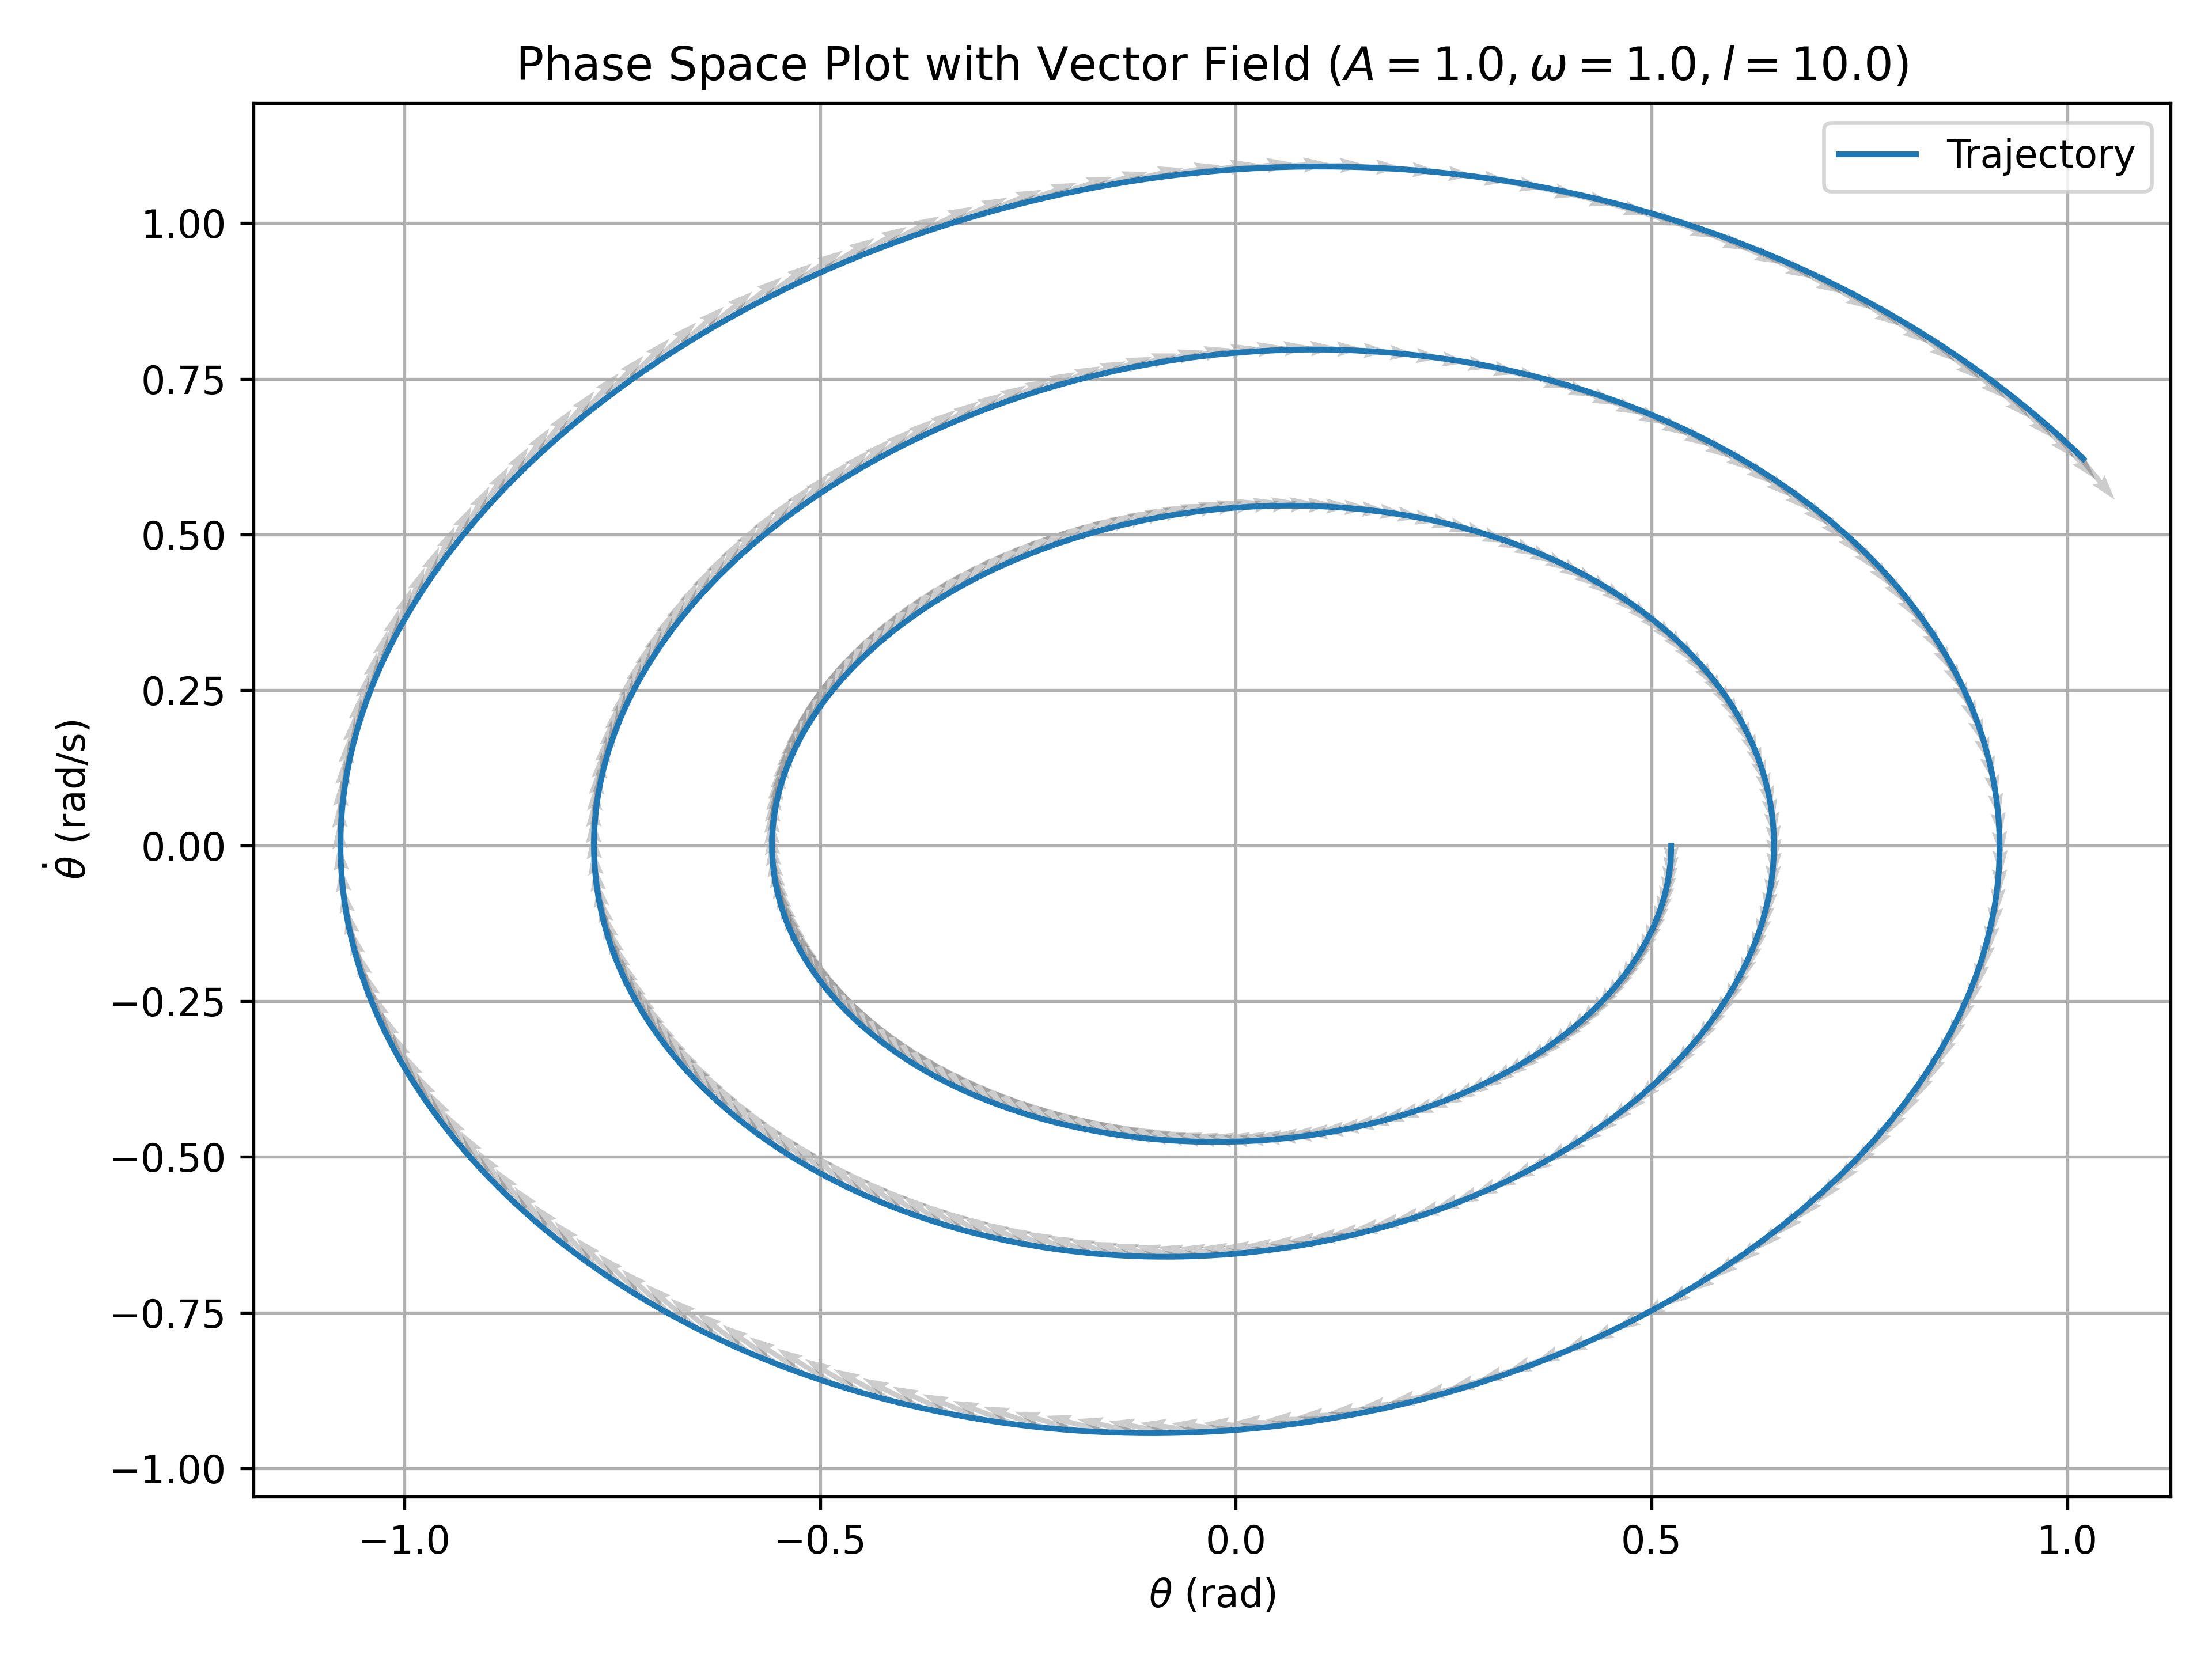 Phase Space Plot with Vector Field (A = 1.0, ω = 1.0, l = 10.0)
Trajectory
1.00
0.75
0.50
0.25
0.00
−0.25
−0.50
−0.75
−1.00
θ̇ (rad/s)
−1.0 −0.5 0.0 0.5 1.0
θ (rad)